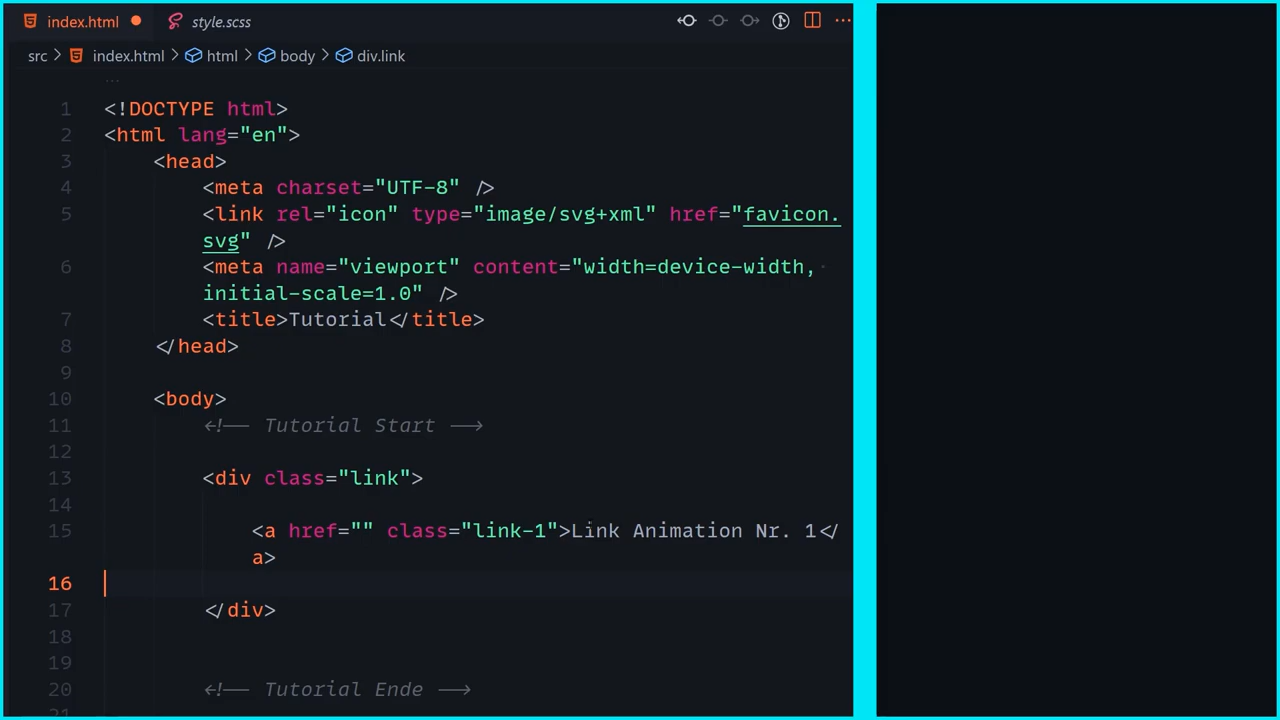 index.html
style.scss
src > index.html > html > body > div.link
...
1 <!DOCTYPE html>
2 <html lang="en">
3 <head>
4 <meta charset="UTF-8" />
5 <link rel="icon" type="image/svg+xml" href="favicon.
svg" />
6 <meta name="viewport" content="width=device-width,
initial-scale=1.0" />
7 <title>Tutorial</title>
8 </head>
9
10 <body>
11 <!-- Tutorial Start -->
12
13 <div class="link">
14
15 <a href="" class="link-1">Link Animation Nr. 1</
a>
16
17 </div>
18
19
20 <!-- Tutorial Ende -->
21